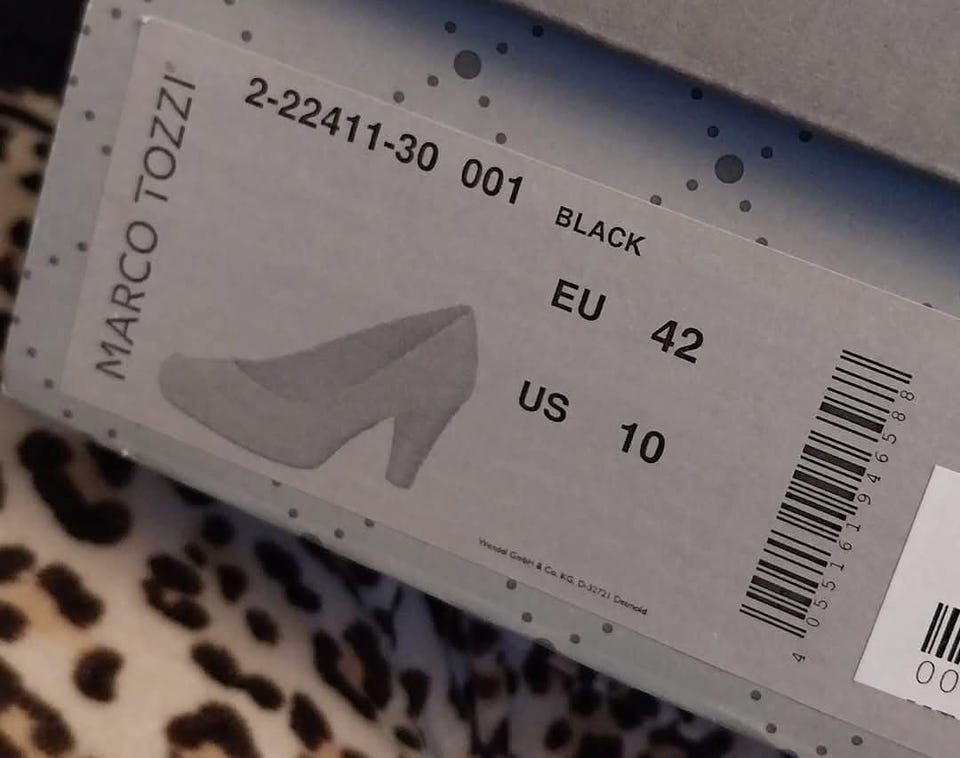 MARCO TOZZI®
2-22411-30 001 BLACK
EU 42
US 10
Wendel GmbH & Co. KG, D-32721 Detmold
4 055161 946588
00